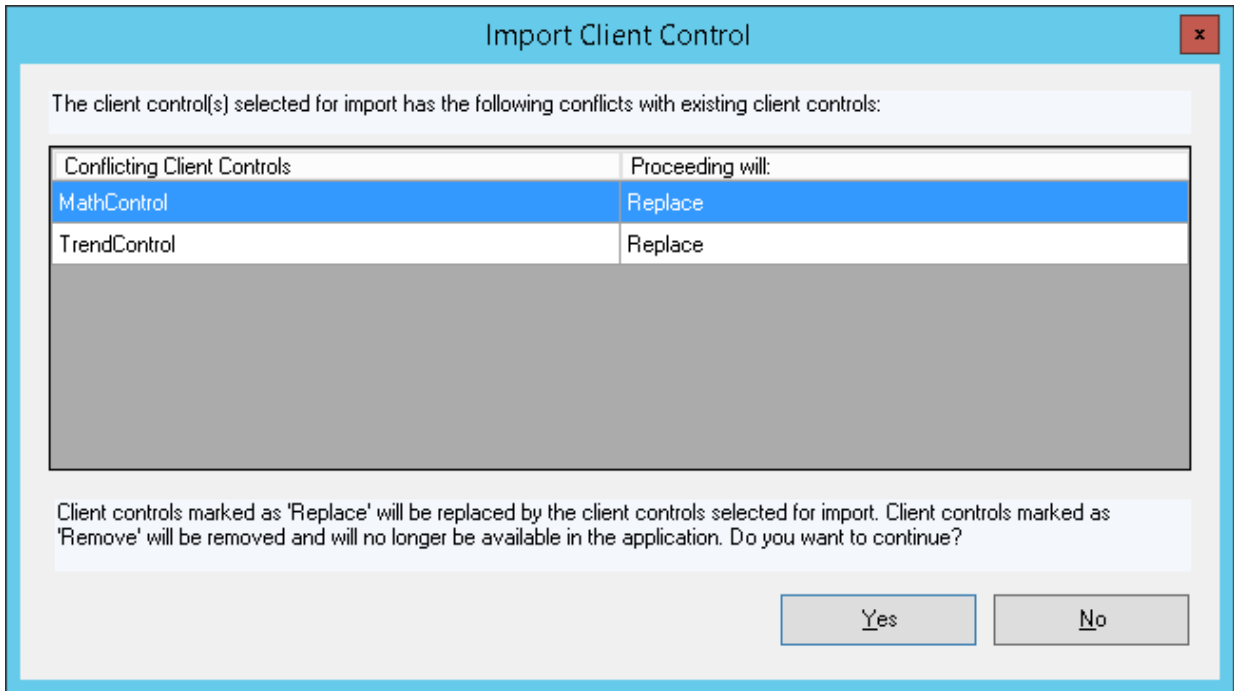 Import Client Control
x
The client control(s) selected for import has the following conflicts with existing client controls:
Conflicting Client Controls Proceeding will:
MathControl Replace
TrendControl Replace
Client controls marked as 'Replace' will be replaced by the client controls selected for import. Client controls marked as
'Remove' will be removed and will no longer be available in the application. Do you want to continue?
Yes No